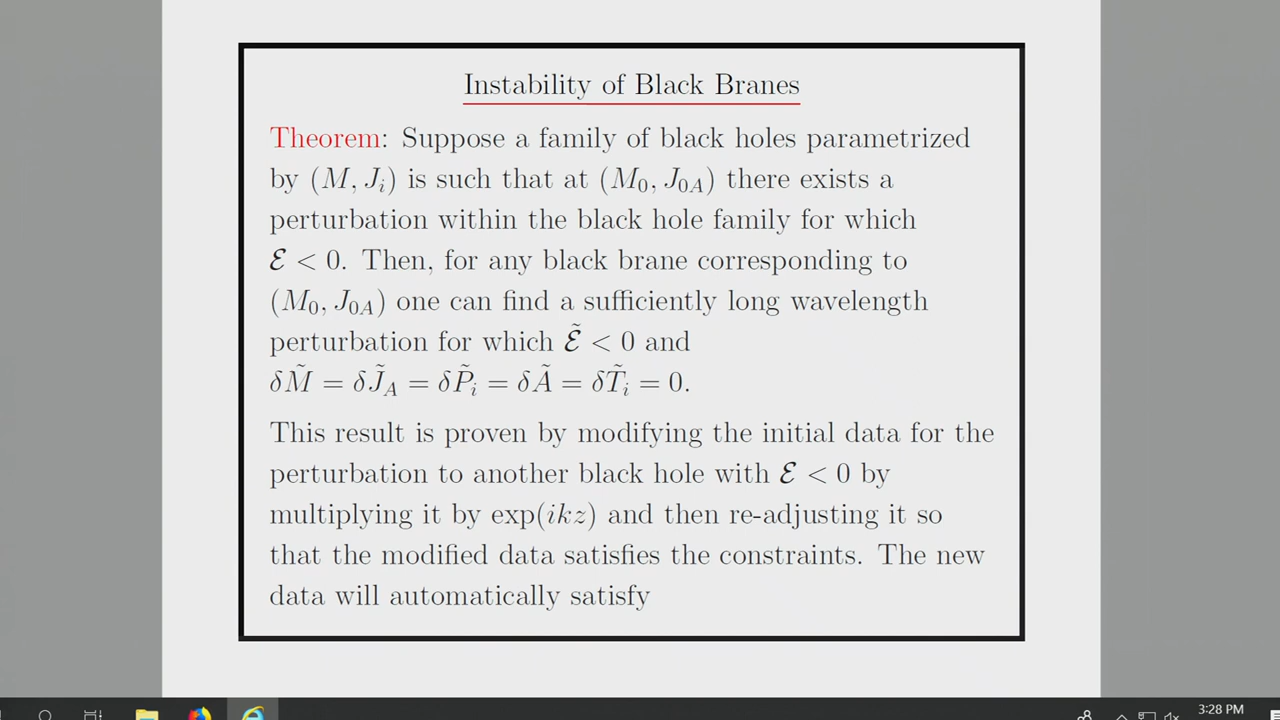 Instability of Black Branes
Theorem: Suppose a family of black holes parametrized
by (M, J_i) is such that at (M_0, J_{0A}) there exists a
perturbation within the black hole family for which
ℰ < 0. Then, for any black brane corresponding to
(M_0, J_{0A}) one can find a sufficiently long wavelength
perturbation for which ℰ̃ < 0 and
δM̃ = δJ̃_A = δP̃_i = δÃ = δT̃_i = 0.
This result is proven by modifying the initial data for the
perturbation to another black hole with ℰ < 0 by
multiplying it by exp(ikz) and then re-adjusting it so
that the modified data satisfies the constraints. The new
data will automatically satisfy
3:28 PM